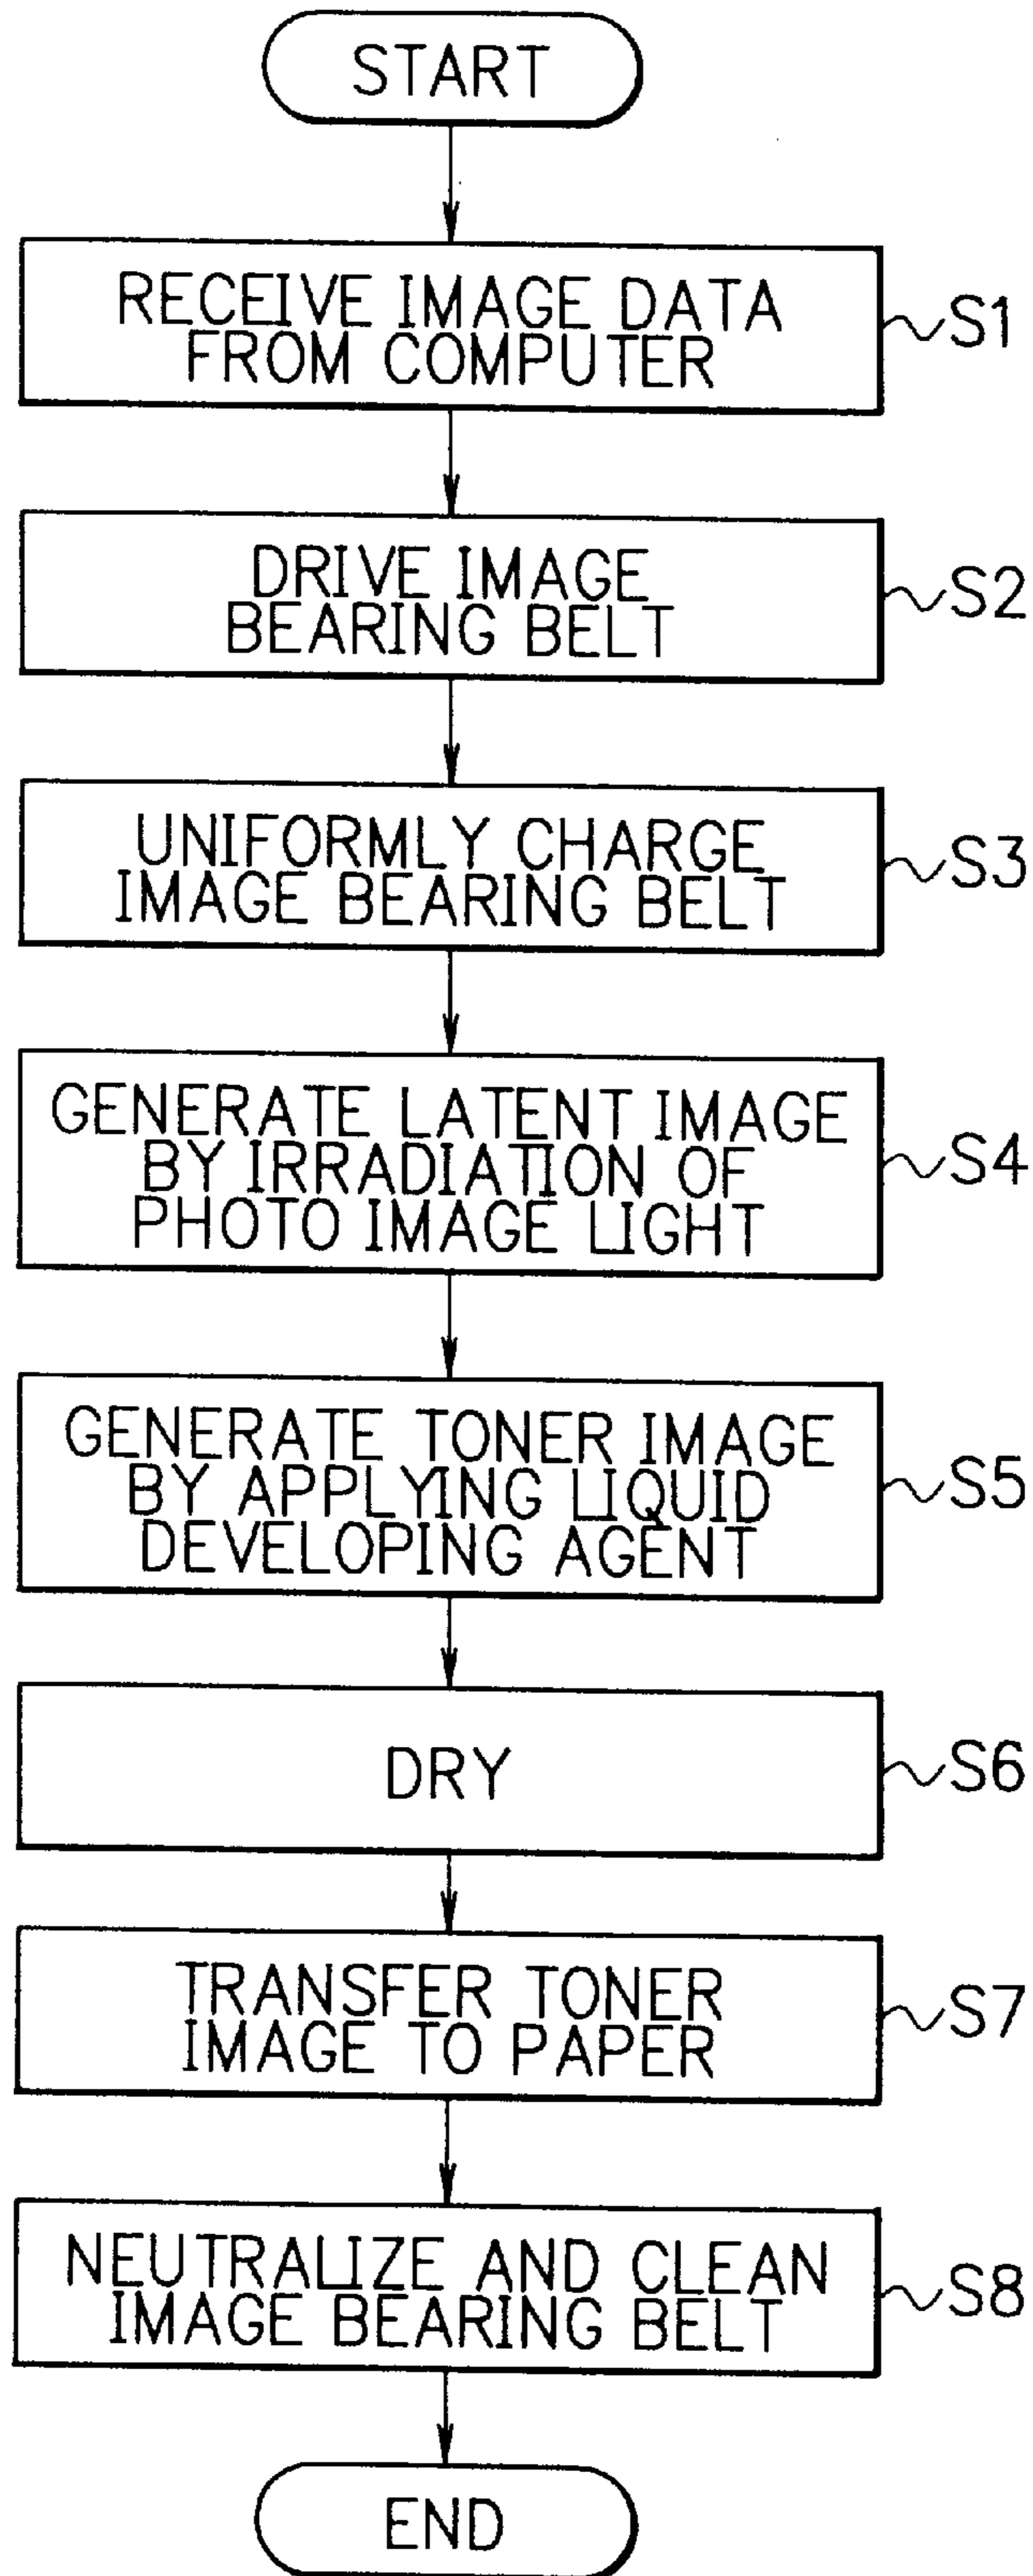 START
RECEIVE IMAGE DATA
FROM COMPUTER
S1
DRIVE IMAGE
BEARING BELT
S2
UNIFORMLY CHARGE
IMAGE BEARING BELT
S3
GENERATE LATENT IMAGE
BY IRRADIATION OF
PHOTO IMAGE LIGHT
S4
GENERATE TONER IMAGE
BY APPLYING LIQUID
DEVELOPING AGENT
S5
DRY
S6
TRANSFER TONER
IMAGE TO PAPER
S7
NEUTRALIZE AND CLEAN
IMAGE BEARING BELT
S8
END